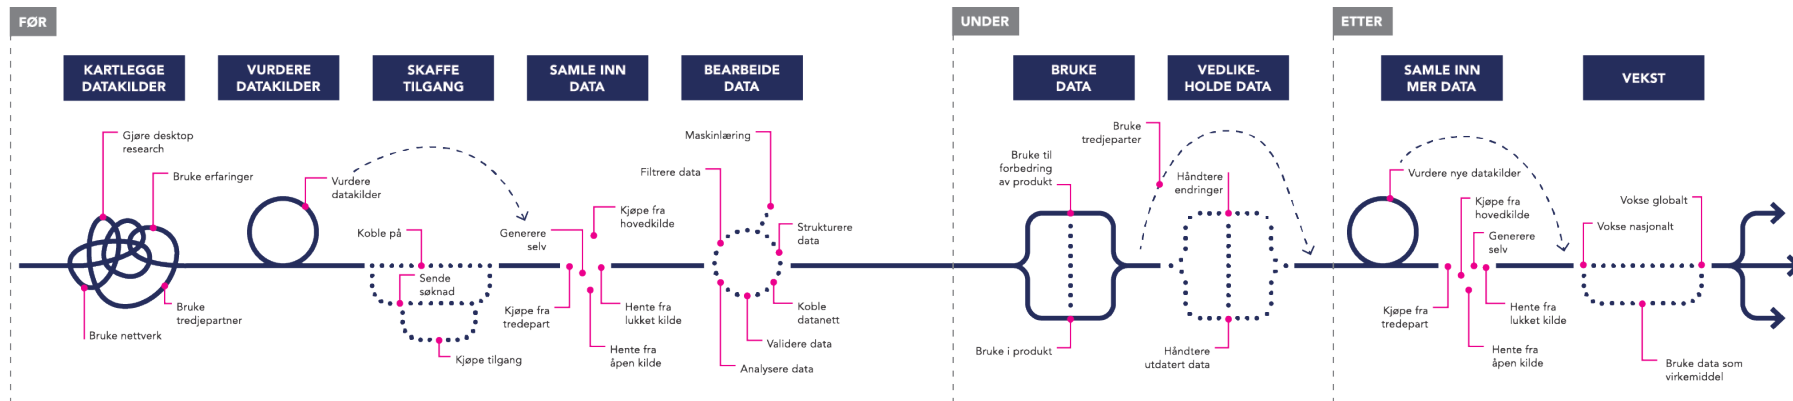 FØR
UNDER
ETTER
KARTLEGGE
DATAKILDER
VURDERE
DATAKILDER
SKAFFE
TILGANG
SAMLE INN
DATA
BEARBEIDE
DATA
BRUKE
DATA
VEDLIKE-
HOLDE DATA
SAMLE INN
MER DATA
VEKST
Gjøre desktop
research
Bruke erfaringer
Bruke nettverk
Bruke
tredjepartner
Vurdere
datakilder
Koble på
Sende
søknad
Kjøpe tilgang
Generere
selv
Kjøpe fra
hovedkilde
Kjøpe fra
tredepart
Hente fra
lukket kilde
Hente fra
åpen kilde
Maskinlæring
Filtrere data
Strukturere
data
Koble
datanett
Validere data
Analysere data
Bruke til
forbedring
av produkt
Bruke i produkt
Bruke
tredjeparter
Håndtere
endringer
Håndtere
utdatert data
Vurdere nye datakilder
Kjøpe fra
hovedkilde
Generere
selv
Kjøpe fra
tredepart
Hente fra
lukket kilde
Hente fra
åpen kilde
Vokse globalt
Vokse nasjonalt
Bruke data som
virkemiddel